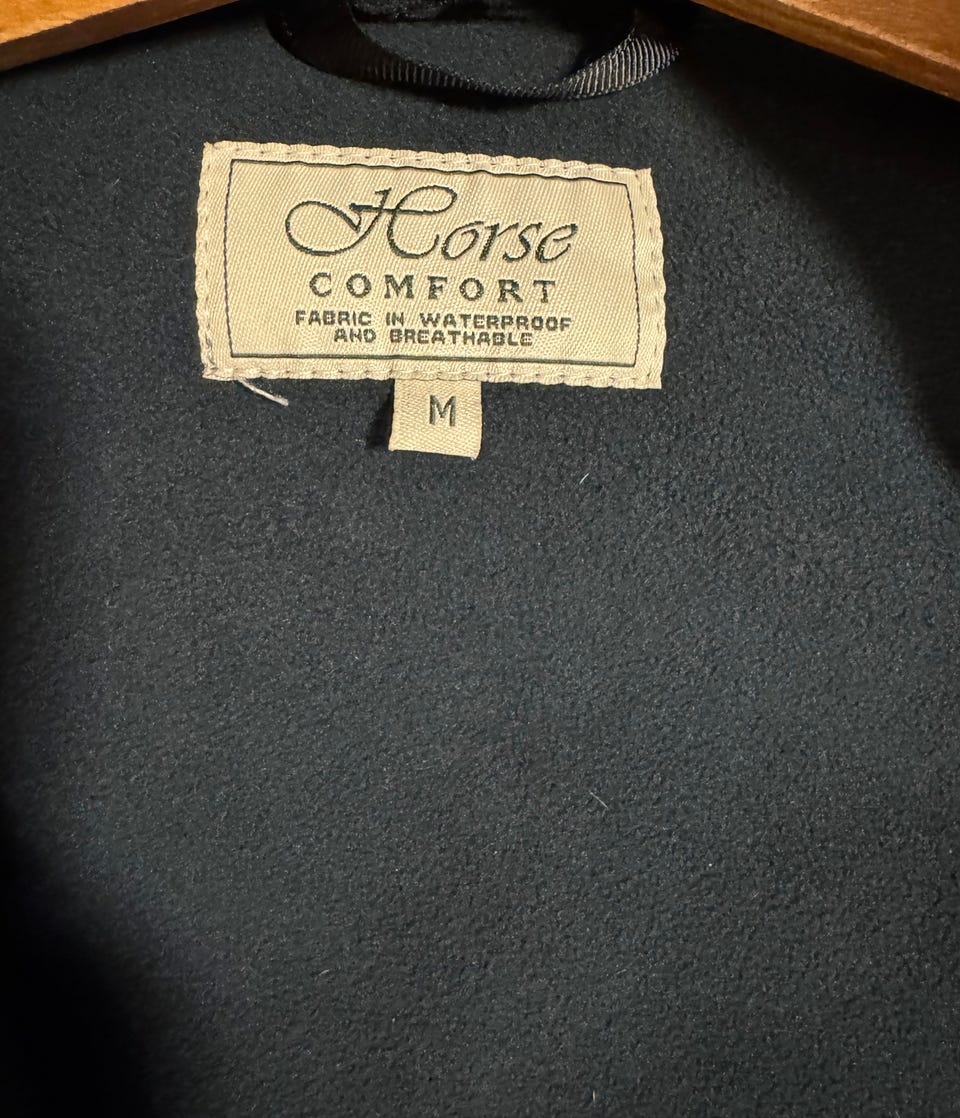 Horse
COMFORT
FABRIC IN WATERPROOF
AND BREATHABLE
M